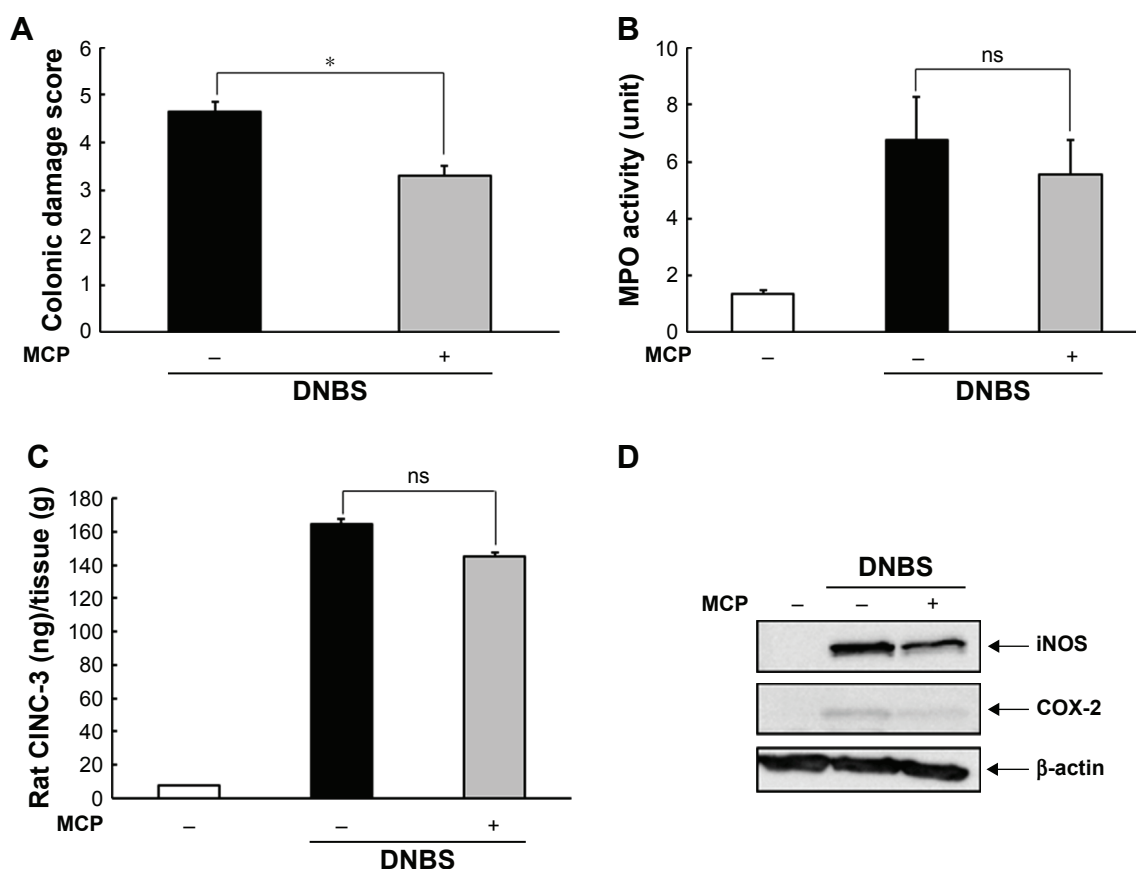 A
Colonic damage score
6
5
4
3
2
1
0
*
MCP – +
DNBS
B
MPO activity (unit)
10
8
6
4
2
0
ns
MCP – – +
DNBS
C
Rat CINC-3 (ng)/tissue (g)
180
160
140
120
100
80
60
40
20
0
ns
MCP – – +
DNBS
D
DNBS
MCP – – +
iNOS
COX-2
β-actin